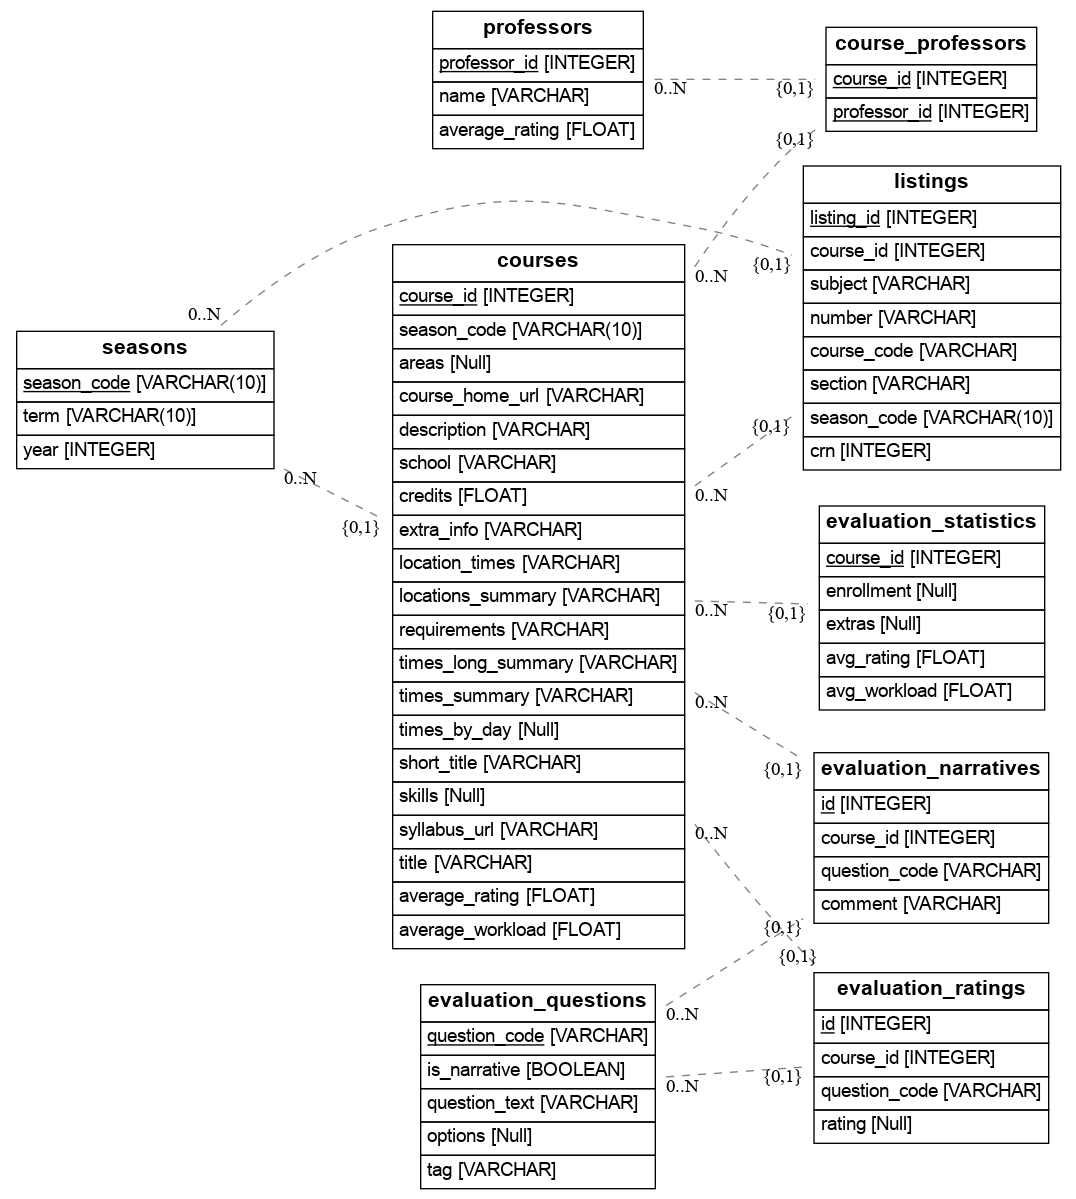 professors
professor_id [INTEGER]
name [VARCHAR]
average_rating [FLOAT]
0..N
{0,1}
course_professors
course_id [INTEGER]
professor_id [INTEGER]
{0,1}
0..N
listings
listing_id [INTEGER]
course_id [INTEGER]
subject [VARCHAR]
number [VARCHAR]
course_code [VARCHAR]
section [VARCHAR]
season_code [VARCHAR(10)]
crn [INTEGER]
{0,1}
0..N
seasons
season_code [VARCHAR(10)]
term [VARCHAR(10)]
year [INTEGER]
0..N
{0,1}
courses
course_id [INTEGER]
season_code [VARCHAR(10)]
areas [Null]
course_home_url [VARCHAR]
description [VARCHAR]
school [VARCHAR]
credits [FLOAT]
extra_info [VARCHAR]
location_times [VARCHAR]
locations_summary [VARCHAR]
requirements [VARCHAR]
times_long_summary [VARCHAR]
times_summary [VARCHAR]
times_by_day [Null]
short_title [VARCHAR]
skills [Null]
syllabus_url [VARCHAR]
title [VARCHAR]
average_rating [FLOAT]
average_workload [FLOAT]
0..N
{0,1}
0..N
{0,1}
evaluation_statistics
course_id [INTEGER]
enrollment [Null]
extras [Null]
avg_rating [FLOAT]
avg_workload [FLOAT]
0..N
{0,1}
evaluation_narratives
id [INTEGER]
course_id [INTEGER]
question_code [VARCHAR]
comment [VARCHAR]
0..N
{0,1}
{0,1}
evaluation_questions
question_code [VARCHAR]
is_narrative [BOOLEAN]
question_text [VARCHAR]
options [Null]
tag [VARCHAR]
0..N
0..N
{0,1}
evaluation_ratings
id [INTEGER]
course_id [INTEGER]
question_code [VARCHAR]
rating [Null]